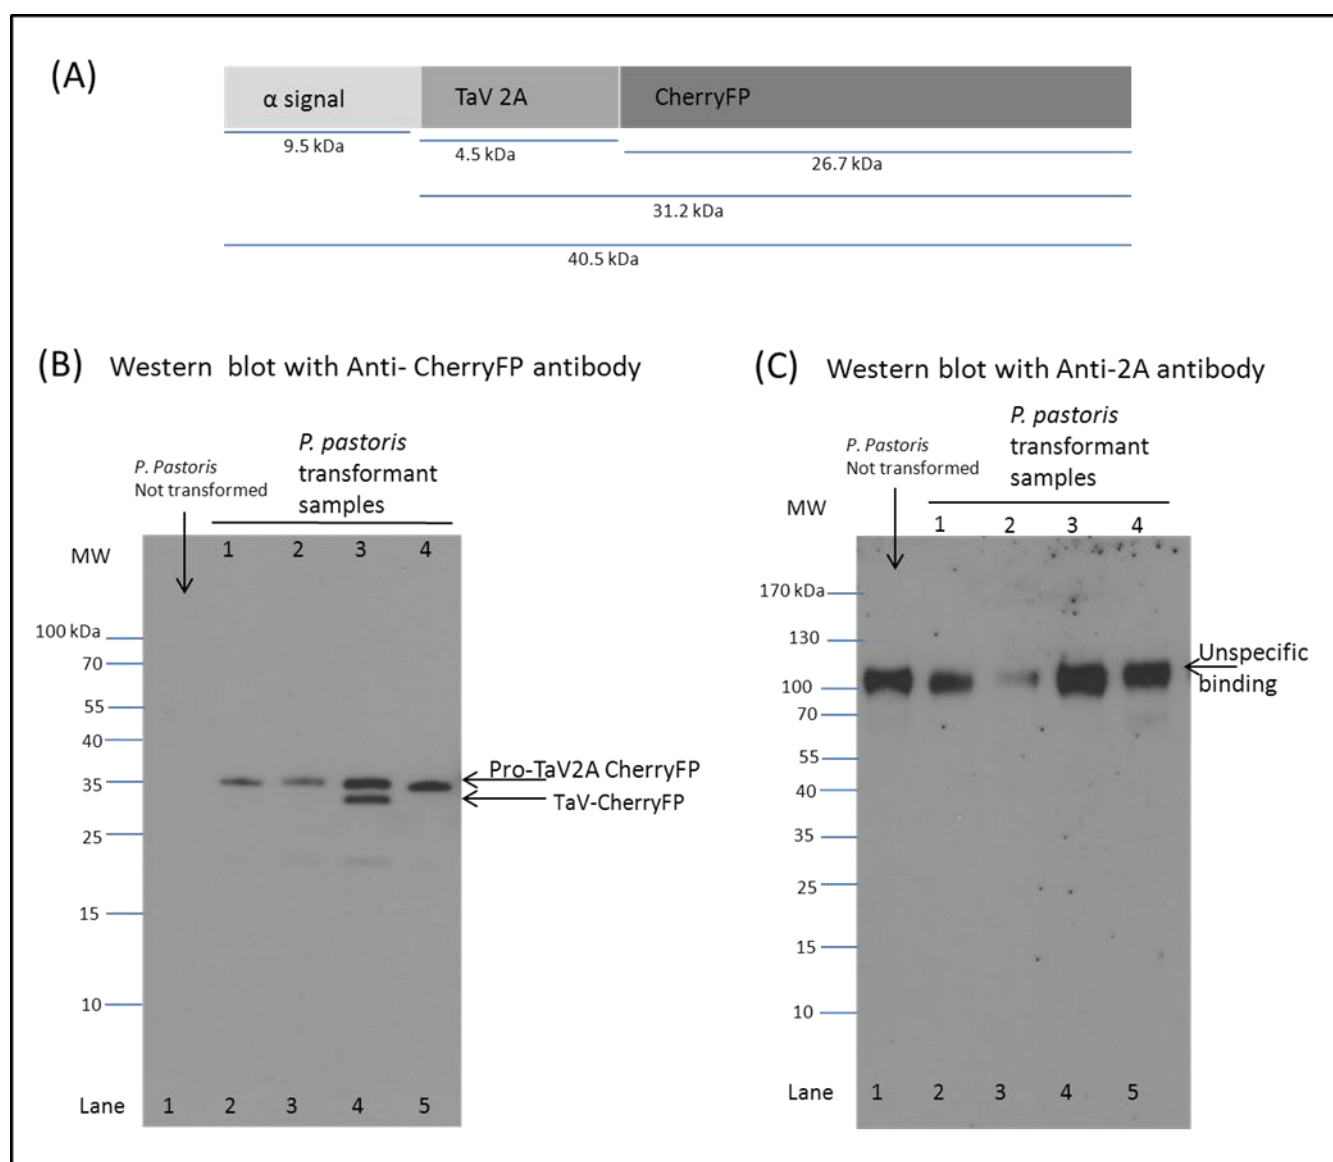 (A)
α signal
TaV 2A
CherryFP
9.5 kDa
4.5 kDa
26.7 kDa
31.2 kDa
40.5 kDa
(B) Western blot with Anti- CherryFP antibody
P. Pastoris
Not transformed
P. pastoris
transformant
samples
MW
1 2 3 4
100 kDa
70
55
40
35
25
15
10
Pro-TaV2A CherryFP
TaV-CherryFP
Lane 1 2 3 4 5
(C) Western blot with Anti-2A antibody
P. Pastoris
Not transformed
P. pastoris
transformant
samples
MW
1 2 3 4
170 kDa
130
100
70
55
40
35
25
15
10
Unspecific
binding
Lane 1 2 3 4 5